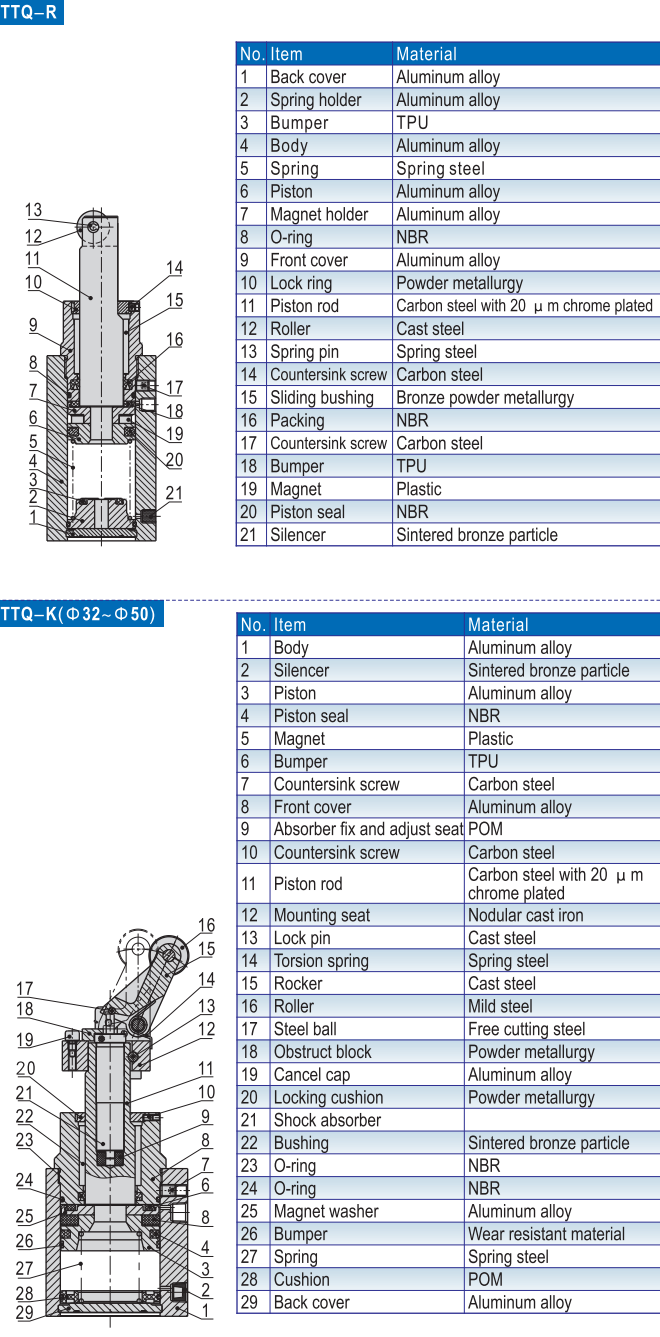 TTQ–R
No. Item Material
1 Back cover Aluminum alloy
2 Spring holder Aluminum alloy
3 Bumper TPU
4 Body Aluminum alloy
5 Spring Spring steel
6 Piston Aluminum alloy
7 Magnet holder Aluminum alloy
8 O-ring NBR
9 Front cover Aluminum alloy
10 Lock ring Powder metallurgy
11 Piston rod Carbon steel with 20 μ m chrome plated
12 Roller Cast steel
13 Spring pin Spring steel
14 Countersink screw Carbon steel
15 Sliding bushing Bronze powder metallurgy
16 Packing NBR
17 Countersink screw Carbon steel
18 Bumper TPU
19 Magnet Plastic
20 Piston seal NBR
21 Silencer Sintered bronze particle
13
12
11
10
9
8
7
6
5
4
3
2
1
14
15
16
17
18
19
20
21
TTQ–K(Φ32~Φ50)
No. Item Material
1 Body Aluminum alloy
2 Silencer Sintered bronze particle
3 Piston Aluminum alloy
4 Piston seal NBR
5 Magnet Plastic
6 Bumper TPU
7 Countersink screw Carbon steel
8 Front cover Aluminum alloy
9 Absorber fix and adjust seat POM
10 Countersink screw Carbon steel
11 Piston rod Carbon steel with 20 μ m
chrome plated
12 Mounting seat Nodular cast iron
13 Lock pin Cast steel
14 Torsion spring Spring steel
15 Rocker Cast steel
16 Roller Mild steel
17 Steel ball Free cutting steel
18 Obstruct block Powder metallurgy
19 Cancel cap Aluminum alloy
20 Locking cushion Powder metallurgy
21 Shock absorber
22 Bushing Sintered bronze particle
23 O-ring NBR
24 O-ring NBR
25 Magnet washer Aluminum alloy
26 Bumper Wear resistant material
27 Spring Spring steel
28 Cushion POM
29 Back cover Aluminum alloy
17
18
19
20
21
22
23
24
25
26
27
28
29
16
15
14
13
12
11
10
9
8
7
6
8
4
3
2
1